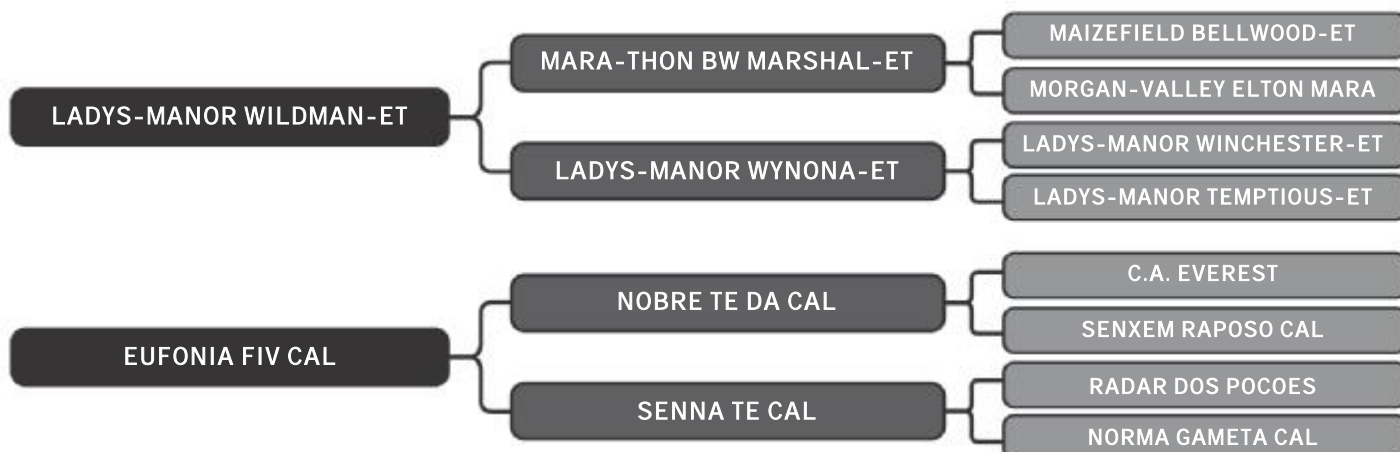 LADYS-MANOR WILDMAN-ET
MARA-THON BW MARSHAL-ET
MAIZEFIELD BELLWOOD-ET
MORGAN-VALLEY ELTON MARA
LADYS-MANOR WYNONA-ET
LADYS-MANOR WINCHESTER-ET
LADYS-MANOR TEMPTIOUS-ET
EUFONIA FIV CAL
NOBRE TE DA CAL
C.A. EVEREST
SENXEM RAPOSO CAL
SENNA TE CAL
RADAR DOS POCOES
NORMA GAMETA CAL